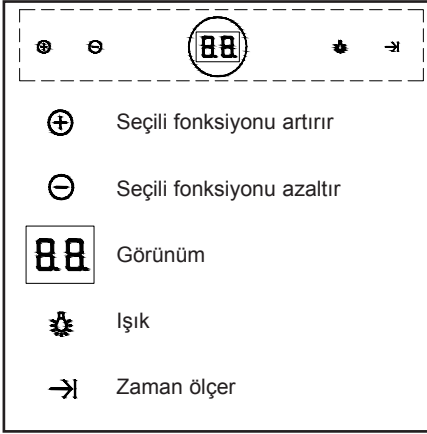 88
Seçili fonksiyonu artırır
Seçili fonksiyonu azaltır
88 Görünüm
Işık
Zaman ölçer